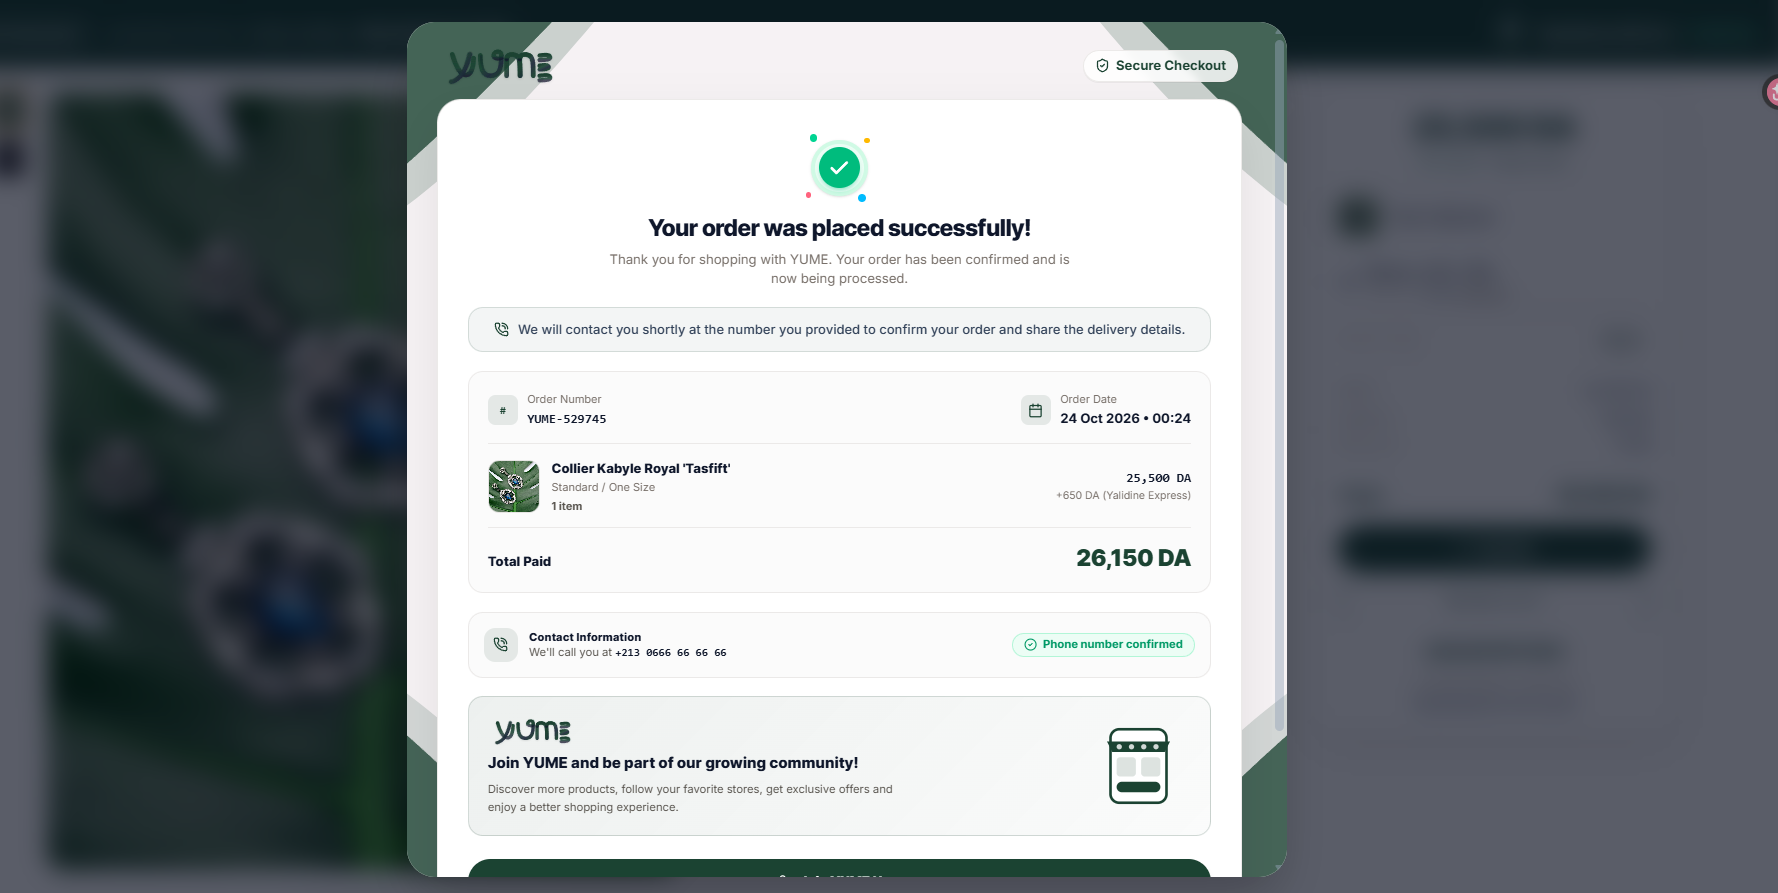 YUME
Secure Checkout
Your order was placed successfully!
Thank you for shopping with YUME. Your order has been confirmed and is
now being processed.
We will contact you shortly at the number you provided to confirm your order and share the delivery details.
#
Order Number
YUME-529745
Order Date
24 Oct 2026 • 00:24
Collier Kabyle Royal 'Tasfift'
Standard / One Size
1 item
25,500 DA
+650 DA (Yalidine Express)
Total Paid
26,150 DA
Contact Information
We'll call you at +213 0666 66 66 66
Phone number confirmed
YUME
Join YUME and be part of our growing community!
Discover more products, follow your favorite stores, get exclusive offers and
enjoy a better shopping experience.